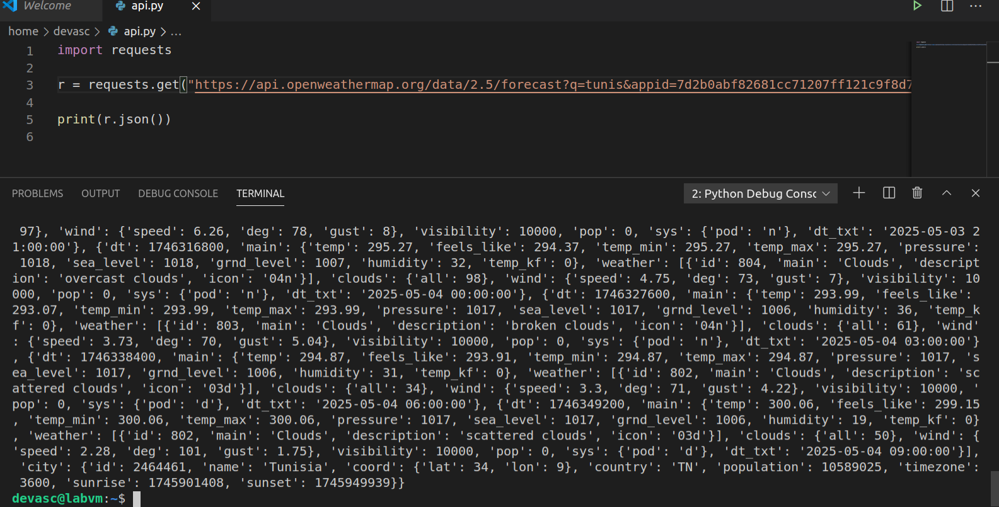 Welcome
api.py
home > devasc > api.py > ...
1 import requests
2
3 r = requests.get("https://api.openweathermap.org/data/2.5/forecast?q=tunis&appid=7d2b0abf82681cc71207ff121c9f8d7
4
5 print(r.json())
6
PROBLEMS OUTPUT DEBUG CONSOLE TERMINAL 2: Python Debug Consc
97}, 'wind': {'speed': 6.26, 'deg': 78, 'gust': 8}, 'visibility': 10000, 'pop': 0, 'sys': {'pod': 'n'}, 'dt_txt': '2025-05-03 2
1:00:00'}, {'dt': 1746316800, 'main': {'temp': 295.27, 'feels_like': 294.37, 'temp_min': 295.27, 'temp_max': 295.27, 'pressure':
1018, 'sea_level': 1018, 'grnd_level': 1007, 'humidity': 32, 'temp_kf': 0}, 'weather': [{'id': 804, 'main': 'Clouds', 'descript
ion': 'overcast clouds', 'icon': '04n'}], 'clouds': {'all': 98}, 'wind': {'speed': 4.75, 'deg': 73, 'gust': 7}, 'visibility': 10
000, 'pop': 0, 'sys': {'pod': 'n'}, 'dt_txt': '2025-05-04 00:00:00'}, {'dt': 1746327600, 'main': {'temp': 293.99, 'feels_like':
293.07, 'temp_min': 293.99, 'temp_max': 293.99, 'pressure': 1017, 'sea_level': 1017, 'grnd_level': 1006, 'humidity': 36, 'temp_k
f': 0}, 'weather': [{'id': 803, 'main': 'Clouds', 'description': 'broken clouds', 'icon': '04n'}], 'clouds': {'all': 61}, 'wind'
: {'speed': 3.73, 'deg': 70, 'gust': 5.04}, 'visibility': 10000, 'pop': 0, 'sys': {'pod': 'n'}, 'dt_txt': '2025-05-04 03:00:00'}
, {'dt': 1746338400, 'main': {'temp': 294.87, 'feels_like': 293.91, 'temp_min': 294.87, 'temp_max': 294.87, 'pressure': 1017, 's
ea_level': 1017, 'grnd_level': 1006, 'humidity': 31, 'temp_kf': 0}, 'weather': [{'id': 802, 'main': 'Clouds', 'description': 'sc
attered clouds', 'icon': '03d'}], 'clouds': {'all': 34}, 'wind': {'speed': 3.3, 'deg': 71, 'gust': 4.22}, 'visibility': 10000, '
pop': 0, 'sys': {'pod': 'd'}, 'dt_txt': '2025-05-04 06:00:00'}, {'dt': 1746349200, 'main': {'temp': 300.06, 'feels_like': 299.15
, 'temp_min': 300.06, 'temp_max': 300.06, 'pressure': 1017, 'sea_level': 1017, 'grnd_level': 1006, 'humidity': 19, 'temp_kf': 0}
, 'weather': [{'id': 802, 'main': 'Clouds', 'description': 'scattered clouds', 'icon': '03d'}], 'clouds': {'all': 50}, 'wind': {
'speed': 2.28, 'deg': 101, 'gust': 1.75}, 'visibility': 10000, 'pop': 0, 'sys': {'pod': 'd'}, 'dt_txt': '2025-05-04 09:00:00'}],
'city': {'id': 2464461, 'name': 'Tunisia', 'coord': {'lat': 34, 'lon': 9}, 'country': 'TN', 'population': 10589025, 'timezone':
3600, 'sunrise': 1745901408, 'sunset': 1745949939}}
devasc@labvm:~$